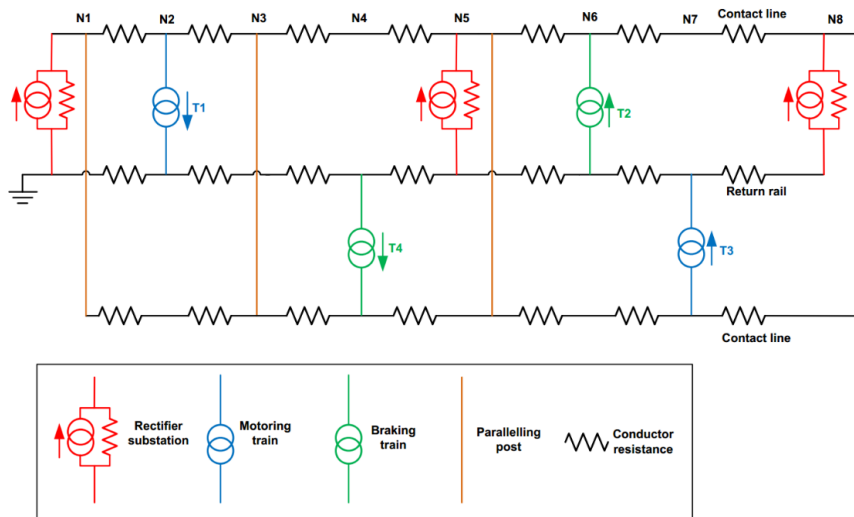 N1 N2 N3 N4 N5 N6 N7 Contact line N8
T1
T2
Return rail
T4
T3
Contact line
Rectifier
substation
Motoring
train
Braking
train
Parallelling
post
Conductor
resistance